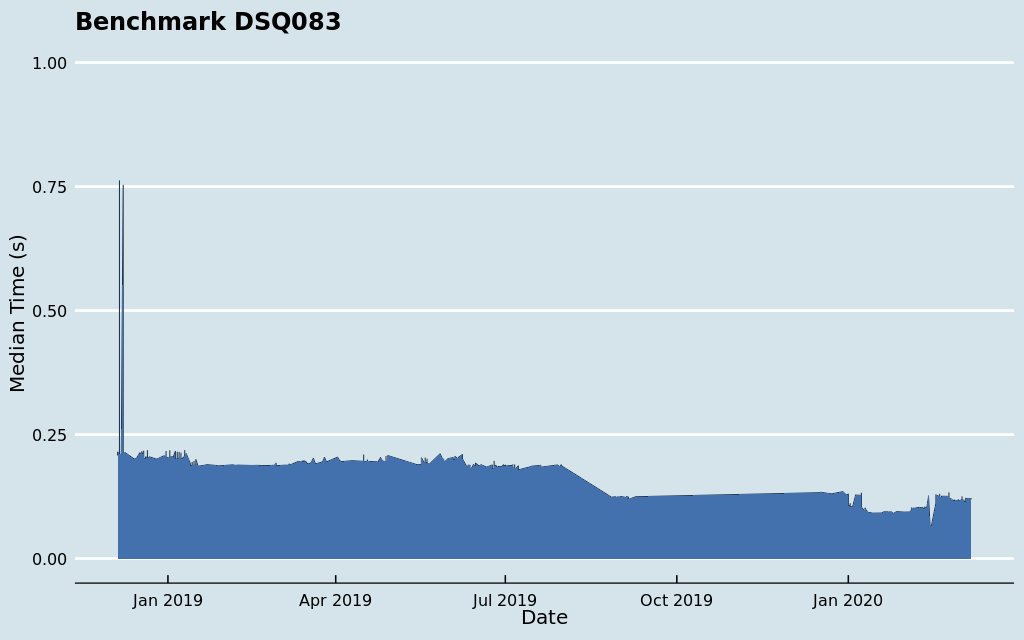 Benchmark DSQ083
Median Time (s)
1.00
0.75
0.50
0.25
0.00
Jan 2019
Apr 2019
Jul 2019
Oct 2019
Jan 2020
Date